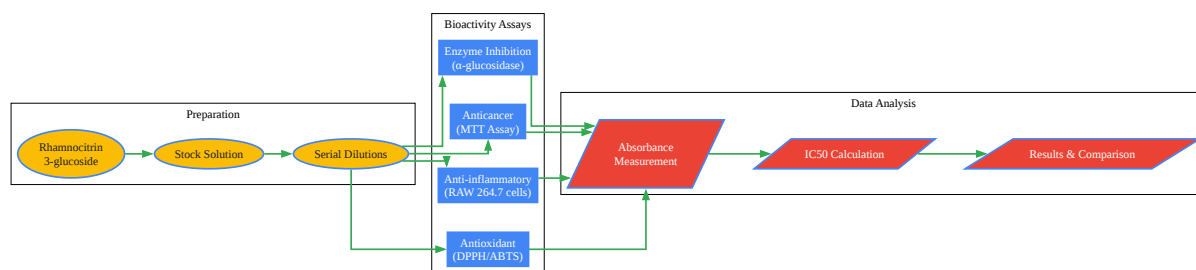 Preparation
Rhamnocitrin
3-glucoside
Stock Solution
Serial Dilutions
Bioactivity Assays
Enzyme Inhibition
(α-glucosidase)
Anticancer
(MTT Assay)
Anti-inflammatory
(RAW 264.7 cells)
Antioxidant
(DPPH/ABTS)
Data Analysis
Absorbance
Measurement
IC50 Calculation
Results & Comparison